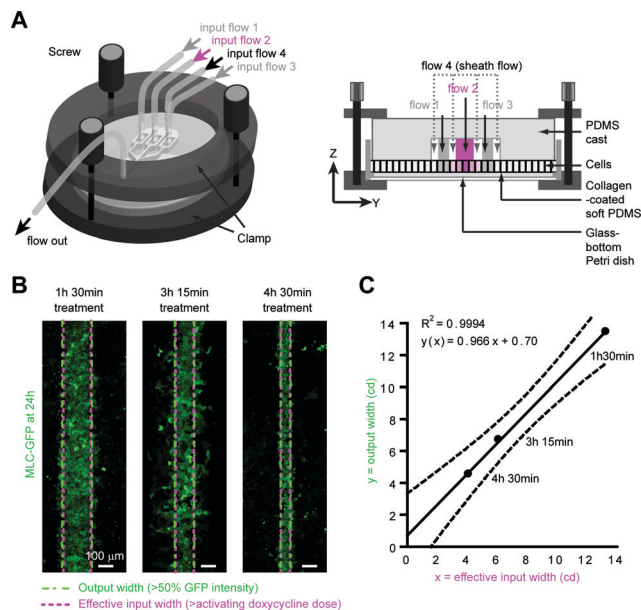 A
input flow 1
input flow 2
input flow 4
input flow 3
Screw
Clamp
flow out
flow 4 (sheath flow)
flow 2
flow 1
flow 3
PDMS
cast
Cells
Collagen
-coated
soft PDMS
Glass-
bottom
Petri dish
Z
Y
B
1h 30min
treatment
3h 15min
treatment
4h 30min
treatment
MLC-GFP at 24h
100 μm
Output width (>50% GFP intensity)
Effective input width (>activating doxycycline dose)
C
R² = 0.9994
y(x) = 0.966 x + 0.70
1h30min
3h 15min
4h 30min
y = output width (cd)
14
12
10
8
6
4
2
0
0 2 4 6 8 10 12 14
x = effective input width (cd)